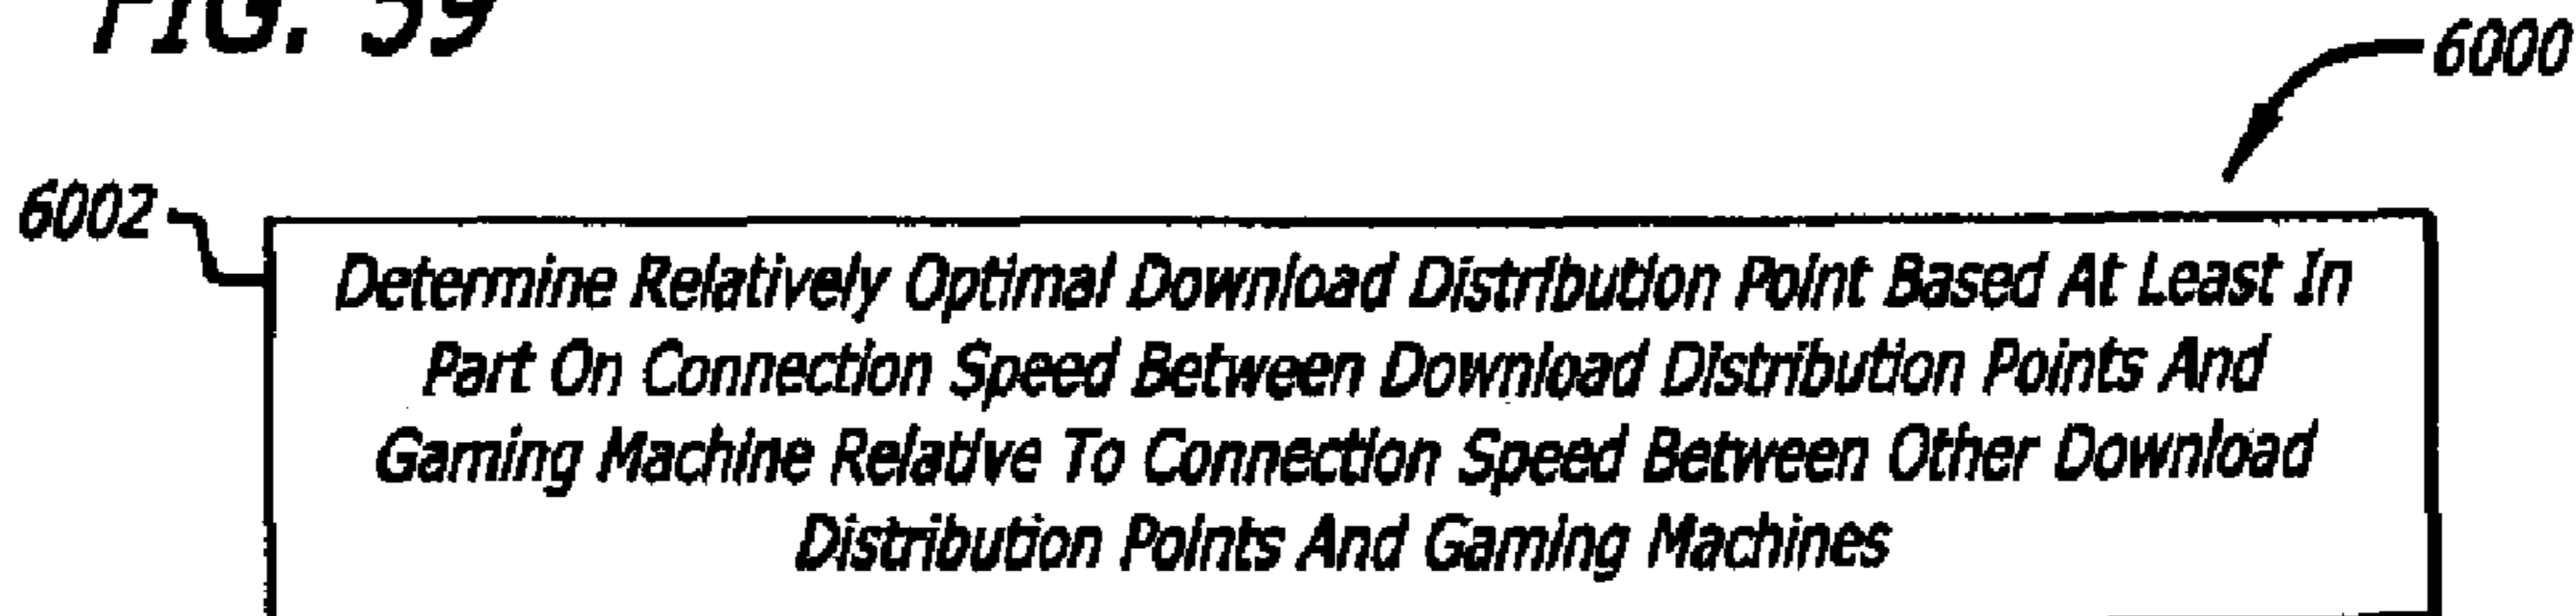 FIG. 59
6000
6002
Determine Relatively Optimal Download Distribution Point Based At Least In
Part On Connection Speed Between Download Distribution Points And
Gaming Machine Relative To Connection Speed Between Other Download
Distribution Points And Gaming Machines